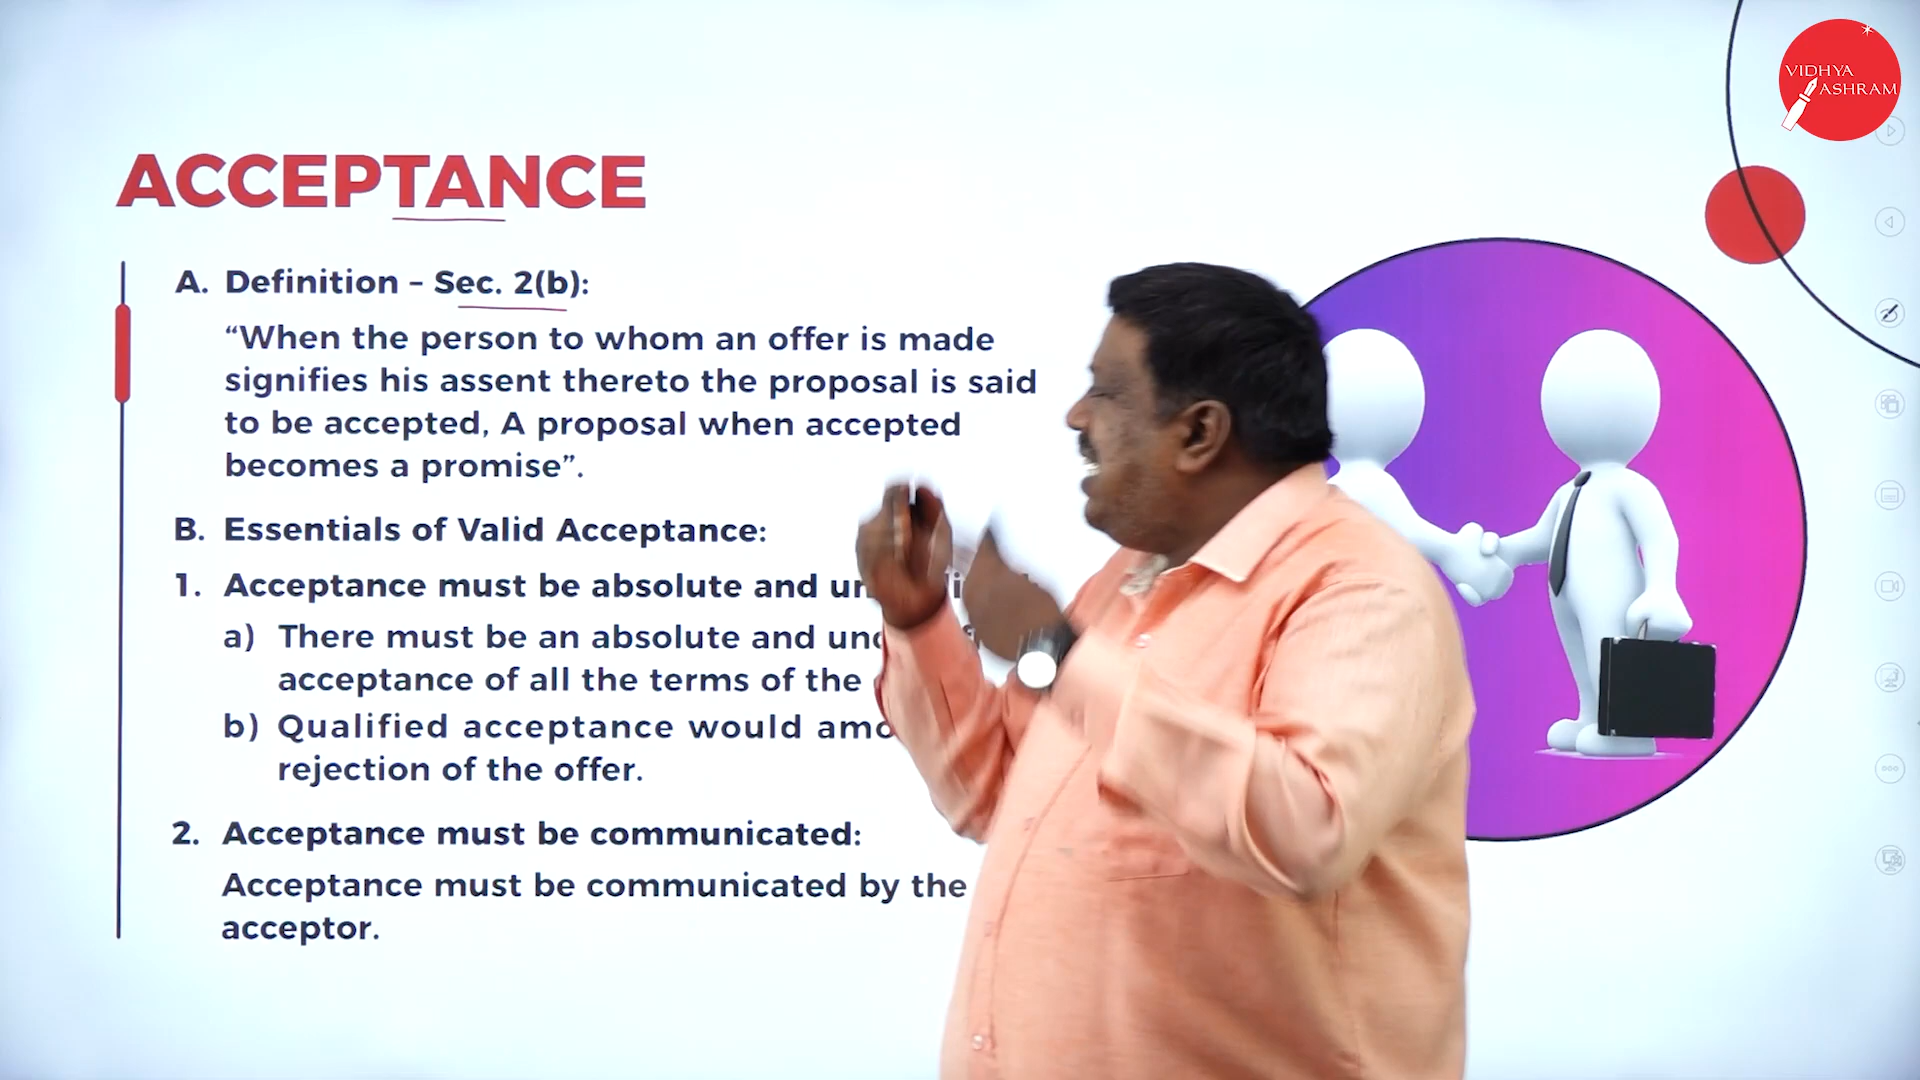 VIDHYA
ASHRAM
ACCEPTANCE
A. Definition – Sec. 2(b):
“When the person to whom an offer is made
signifies his assent thereto the proposal is said
to be accepted, A proposal when accepted
becomes a promise”.
B. Essentials of Valid Acceptance:
1. Acceptance must be absolute and
a) There must be an absolute and
acceptance of all the terms of the
b) Qualified acceptance would
rejection of the offer.
2. Acceptance must be communicated:
Acceptance must be communicated by the
acceptor.